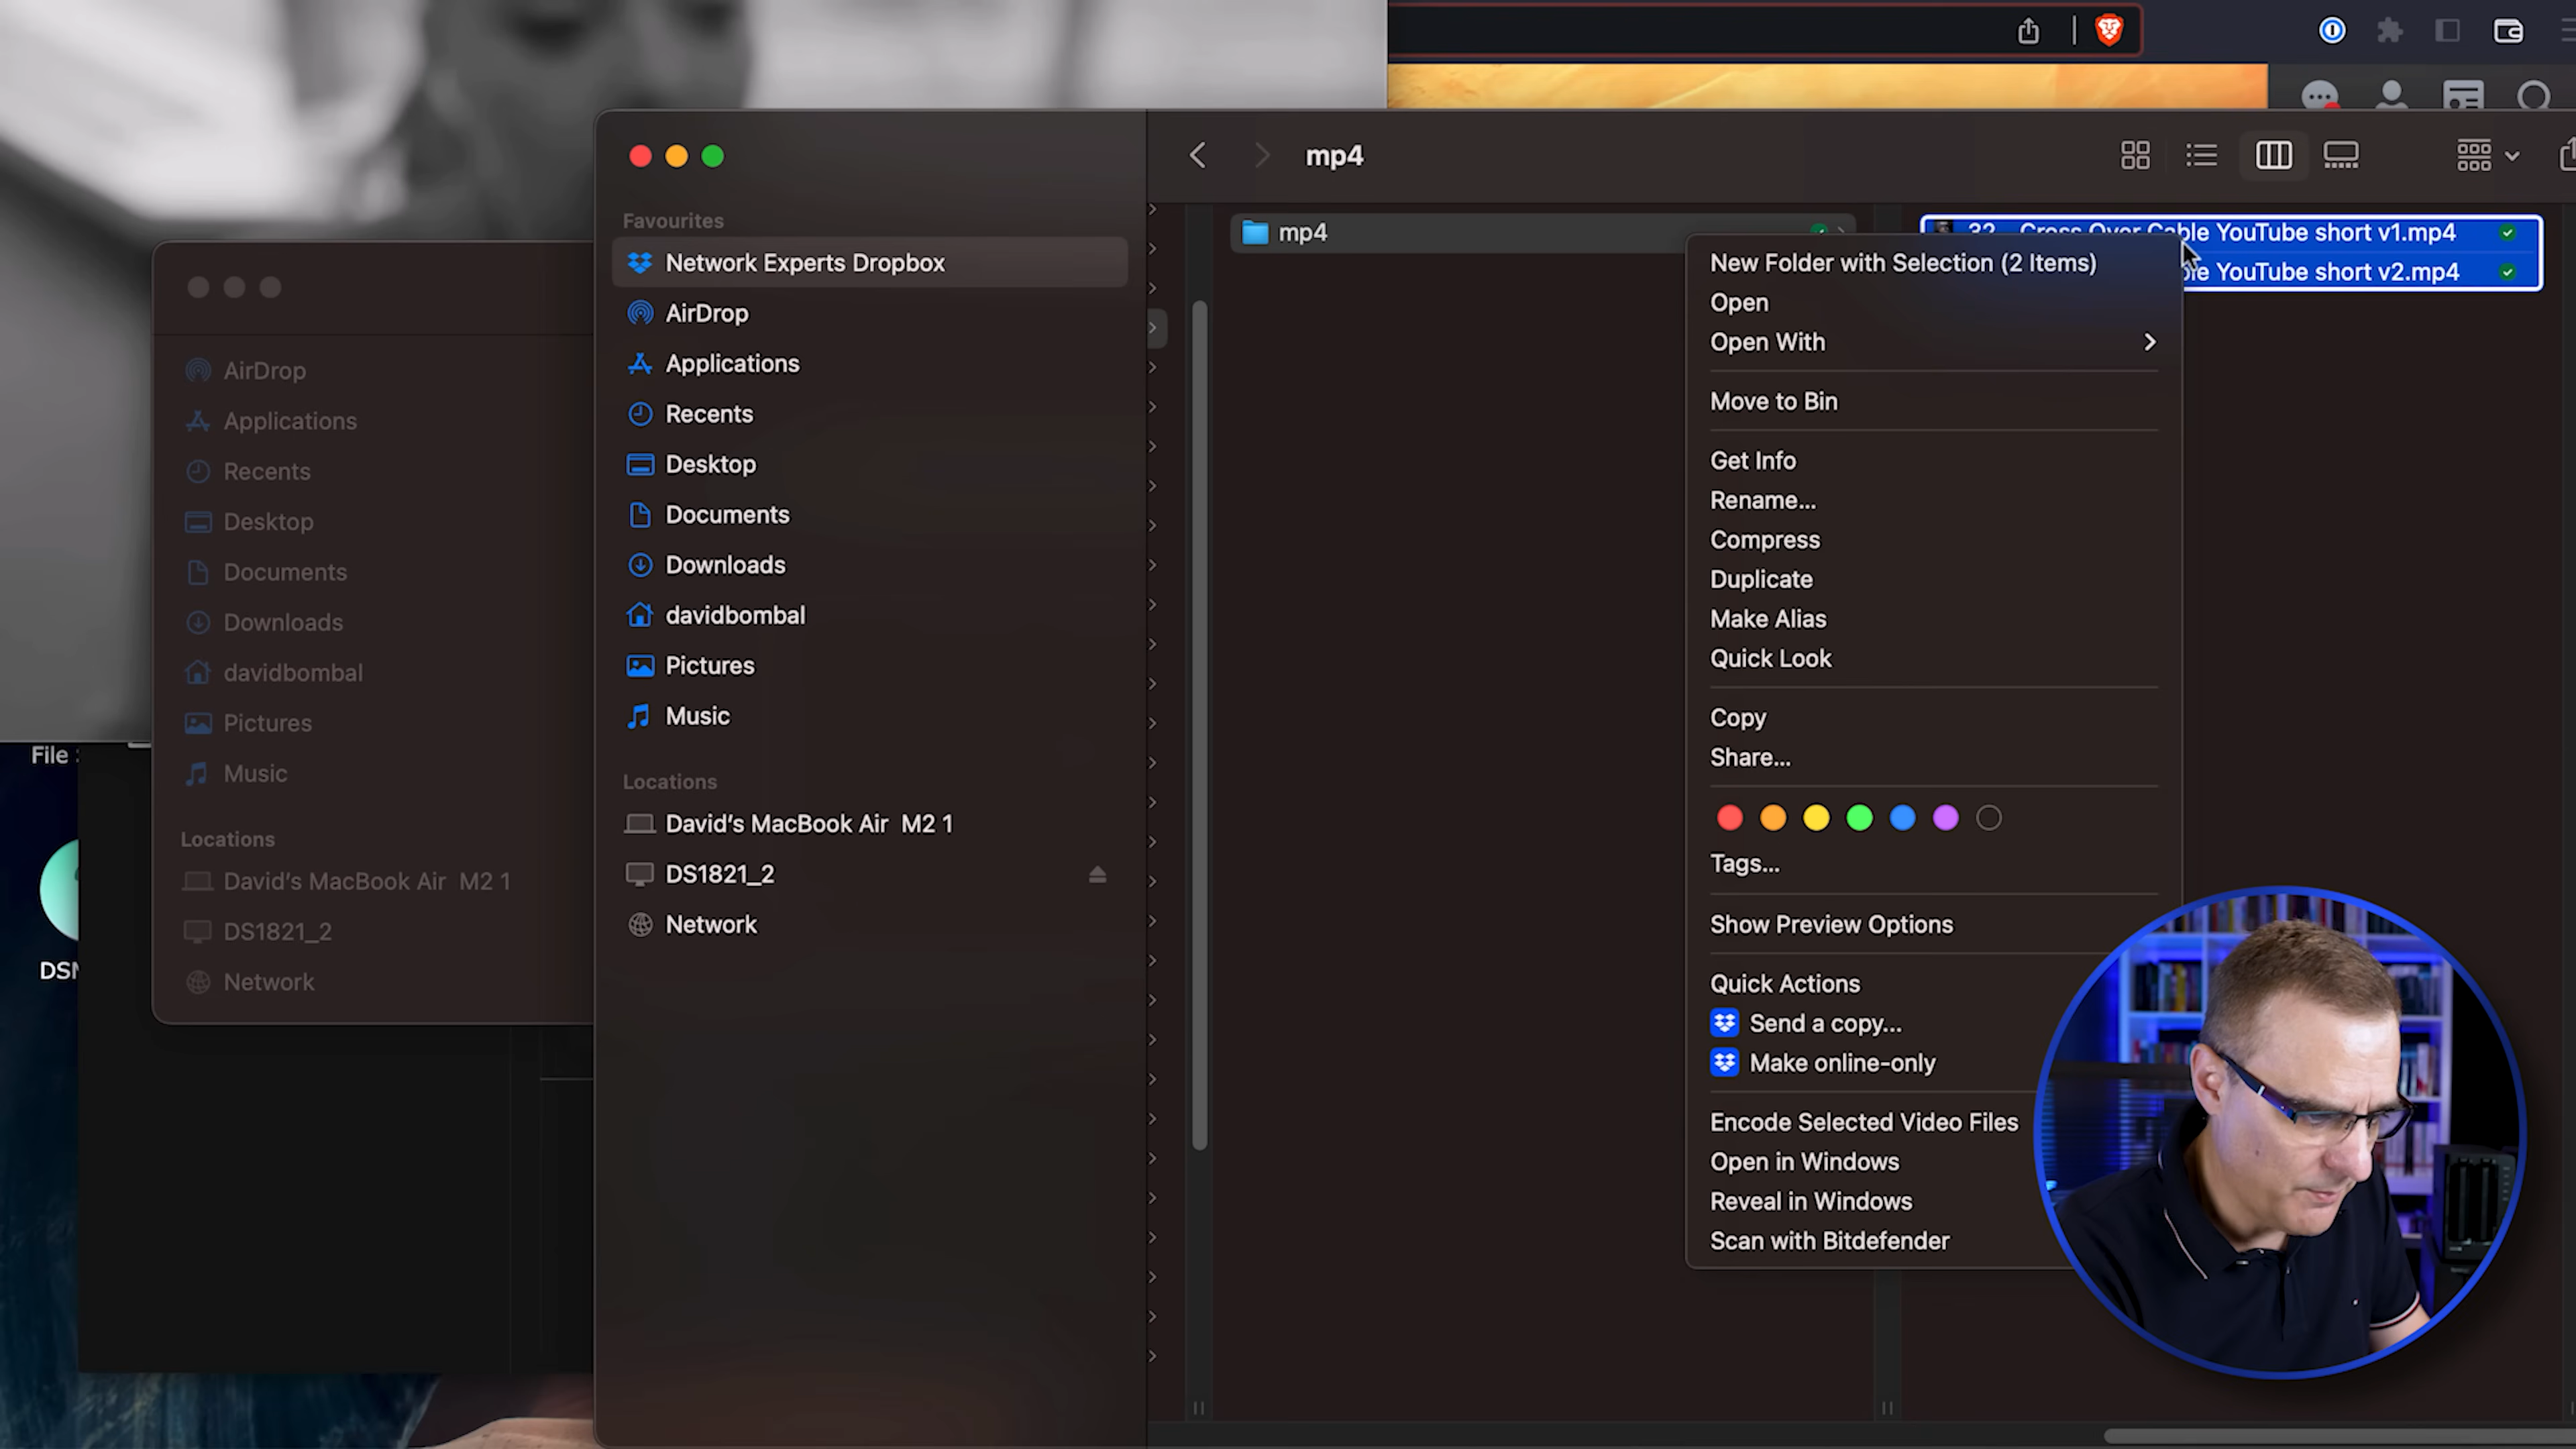 mp4
Favourites
Network Experts Dropbox
AirDrop
Applications
Recents
Desktop
Documents
Downloads
davidbombal
Pictures
Music
Locations
David's MacBook Air M2 1
DS1821_2
Network
AirDrop
Applications
Recents
Desktop
Documents
Downloads
davidbombal
Pictures
Music
Locations
David's MacBook Air M2 1
DS1821_2
Network
File
mp4
32 Cross Over Cable YouTube short v1.mp4
YouTube short v2.mp4
New Folder with Selection (2 Items)
Open
Open With
Move to Bin
Get Info
Rename...
Compress
Duplicate
Make Alias
Quick Look
Copy
Share...
Tags...
Show Preview Options
Quick Actions
Send a copy...
Make online-only
Encode Selected Video Files
Open in Windows
Reveal in Windows
Scan with Bitdefender